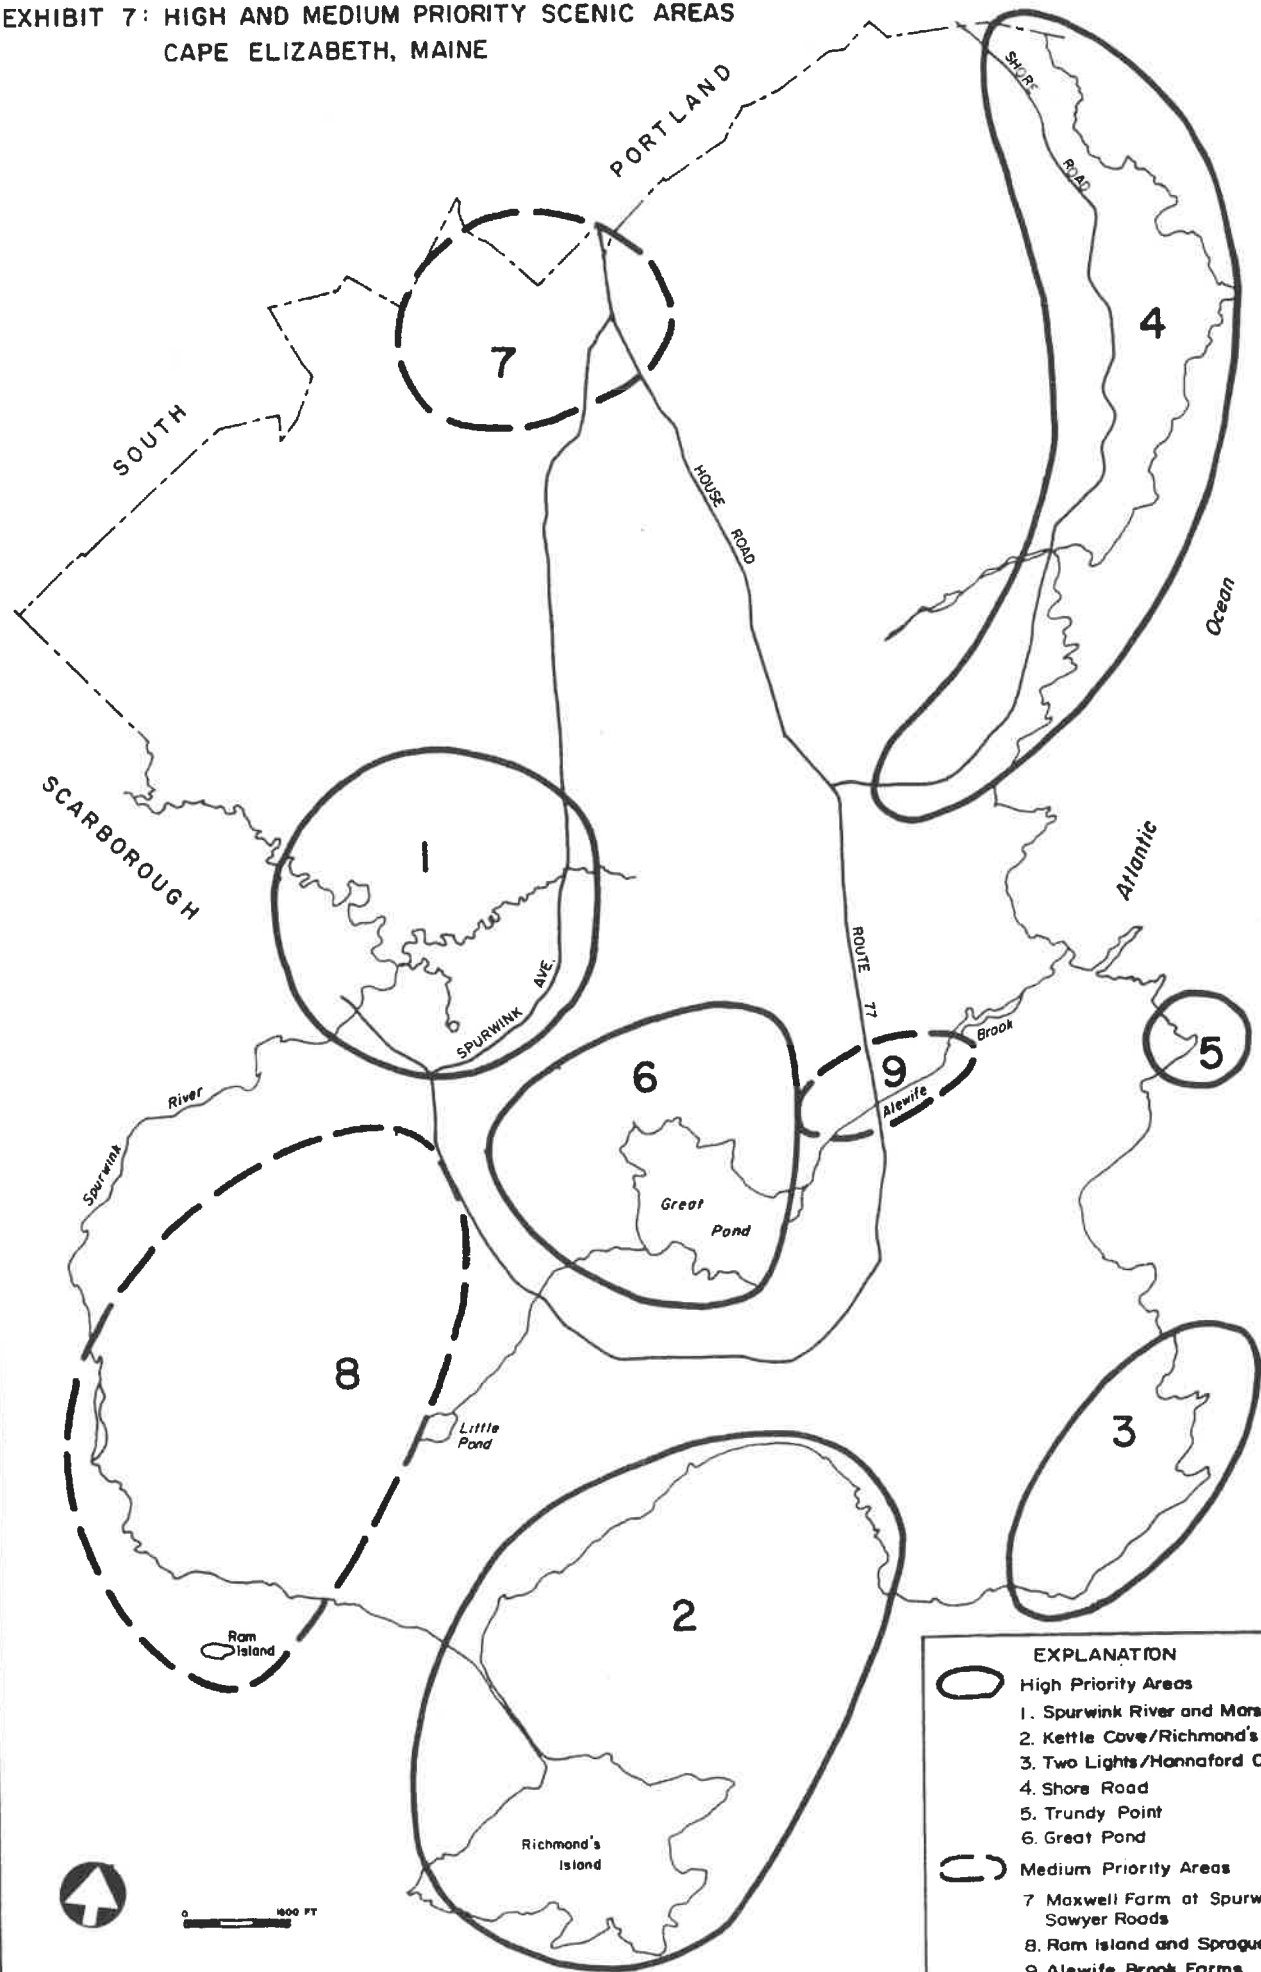 EXHIBIT 7: HIGH AND MEDIUM PRIORITY SCENIC AREAS
CAPE ELIZABETH, MAINE
PORTLAND
SHORE
ROAD
4
7
SOUTH
HOUSE
ROAD
Ocean
SCARBOROUGH
1
Atlantic
SPURWINK AVE.
ROUTE 77
Brook
5
6
9
Alewife
River
Spurwink
Great
Pond
8
3
Little
Pond
2
Ram
Island
Richmond's
Island
0 1600 FT
EXPLANATION
High Priority Areas
1. Spurwink River and Mars
2. Kettle Cove/Richmond's
3. Two Lights/Hannaford C
4. Shore Road
5. Trundy Point
6. Great Pond
Medium Priority Areas
7 Maxwell Farm at Spurw
Sawyer Roads
8. Ram Island and Sprague
9 Alewife Brook Farms